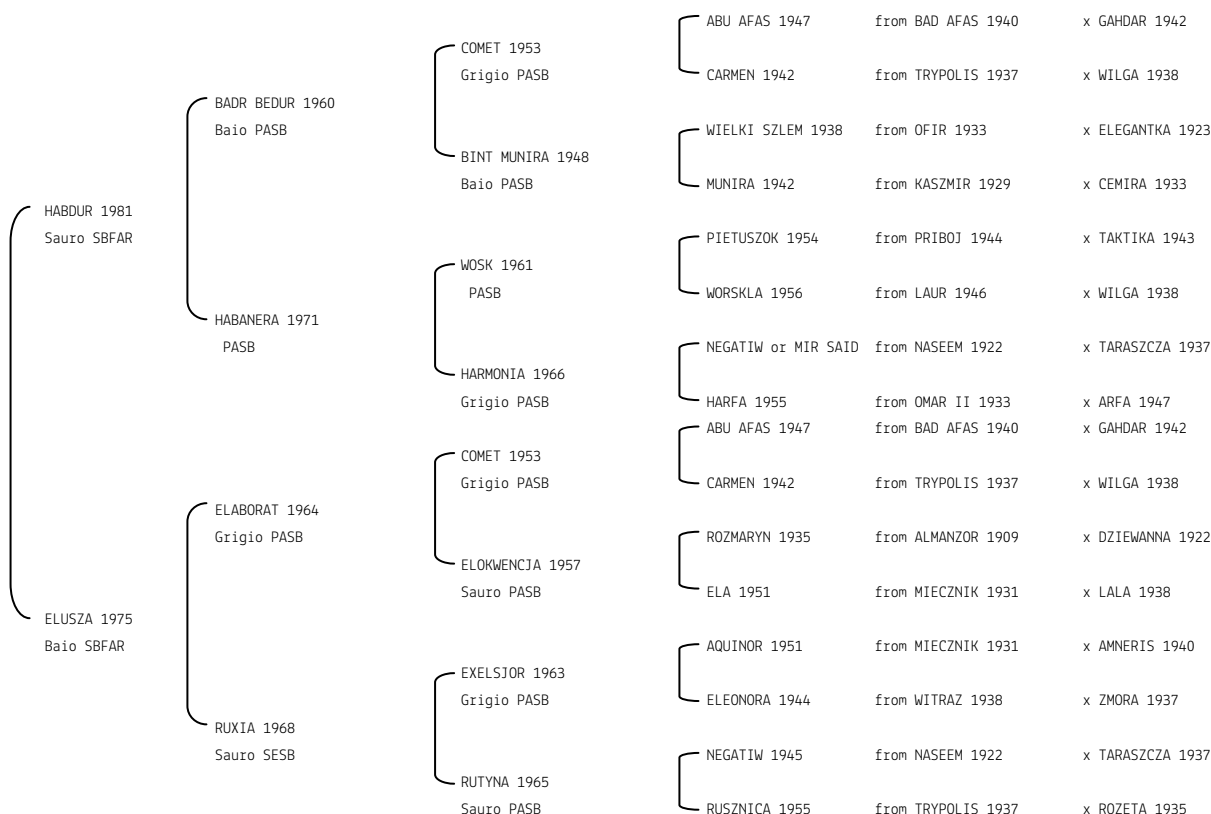 ABU AFAS 1947 from BAD AFAS 1940 x GAHDAR 1942
COMET 1953
Grigio PASB
CARMEN 1942 from TRYPOLIS 1937 x WILGA 1938
BADR BEDUR 1960
Baio PASB
WIELKI SZLEM 1938 from OFIR 1933 x ELEGANTKA 1923
BINT MUNIRA 1948
Baio PASB
MUNIRA 1942 from KASZMIR 1929 x CEMIRA 1933
HABDUR 1981
Sauro SBFAR
PIETUSZOK 1954 from PRIBOJ 1944 x TAKTIKA 1943
WOSK 1961
PASB
WORSKLA 1956 from LAUR 1946 x WILGA 1938
HABANERA 1971
PASB
NEGATIW or MIR SAID from NASEEM 1922 x TARASZCZA 1937
HARMONIA 1966
Grigio PASB
HARFA 1955 from OMAR II 1933 x ARFA 1947
ABU AFAS 1947 from BAD AFAS 1940 x GAHDAR 1942
COMET 1953
Grigio PASB
CARMEN 1942 from TRYPOLIS 1937 x WILGA 1938
ELABORAT 1964
Grigio PASB
ROZMARYN 1935 from ALMANZOR 1909 x DZIEWANNA 1922
ELOKWENCJA 1957
Sauro PASB
ELA 1951 from MIECZNIK 1931 x LALA 1938
ELUSZA 1975
Baio SBFAR
AQUINOR 1951 from MIECZNIK 1931 x AMNERIS 1940
EXELSJOR 1963
Grigio PASB
ELEONORA 1944 from WITRAZ 1938 x ZMORA 1937
RUXIA 1968
Sauro SESB
NEGATIW 1945 from NASEEM 1922 x TARASZCZA 1937
RUTYNA 1965
Sauro PASB
RUSZNICA 1955 from TRYPOLIS 1937 x ROZETA 1935